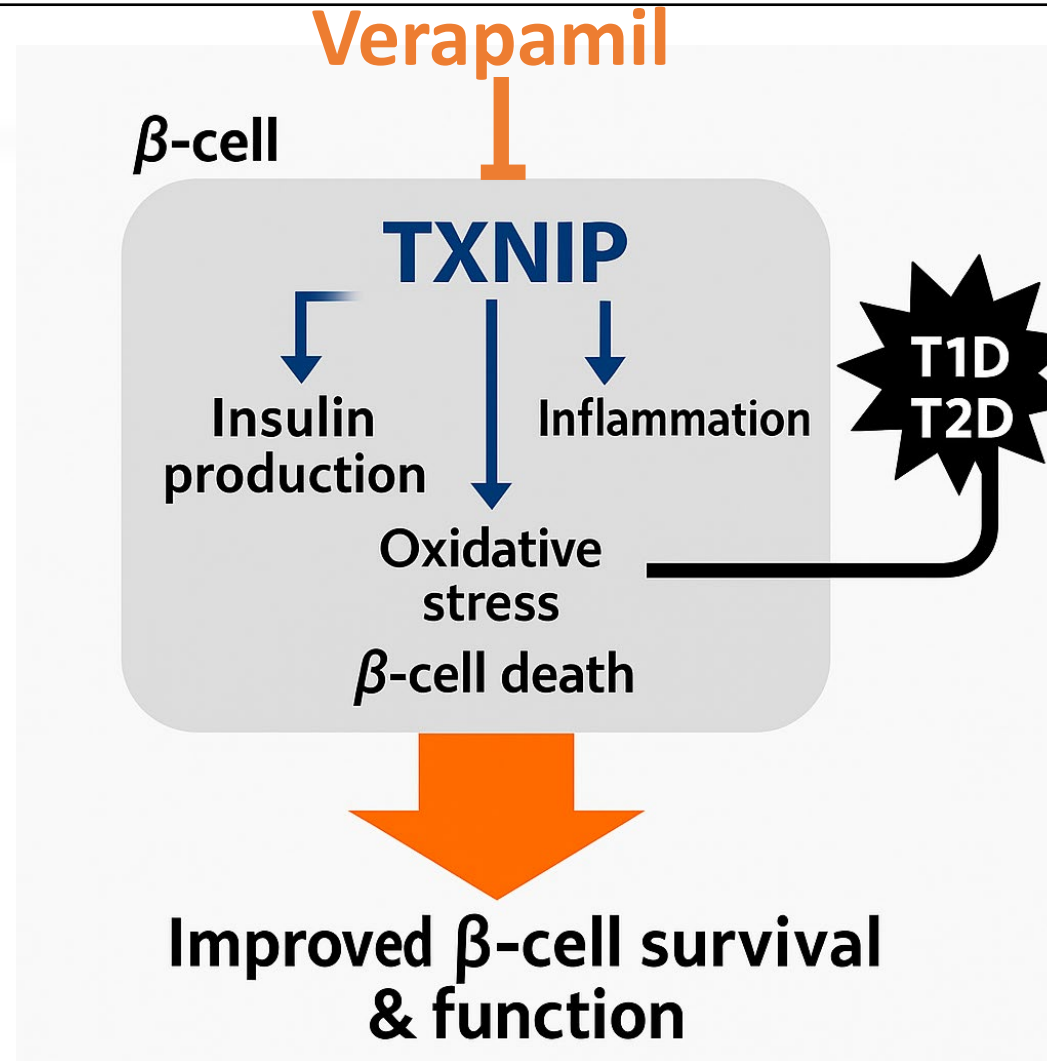 Verapamil
β-cell
TXNIP
Insulin
production
Inflammation
T1D
T2D
Oxidative
stress
β-cell death
Improved β-cell survival
& function